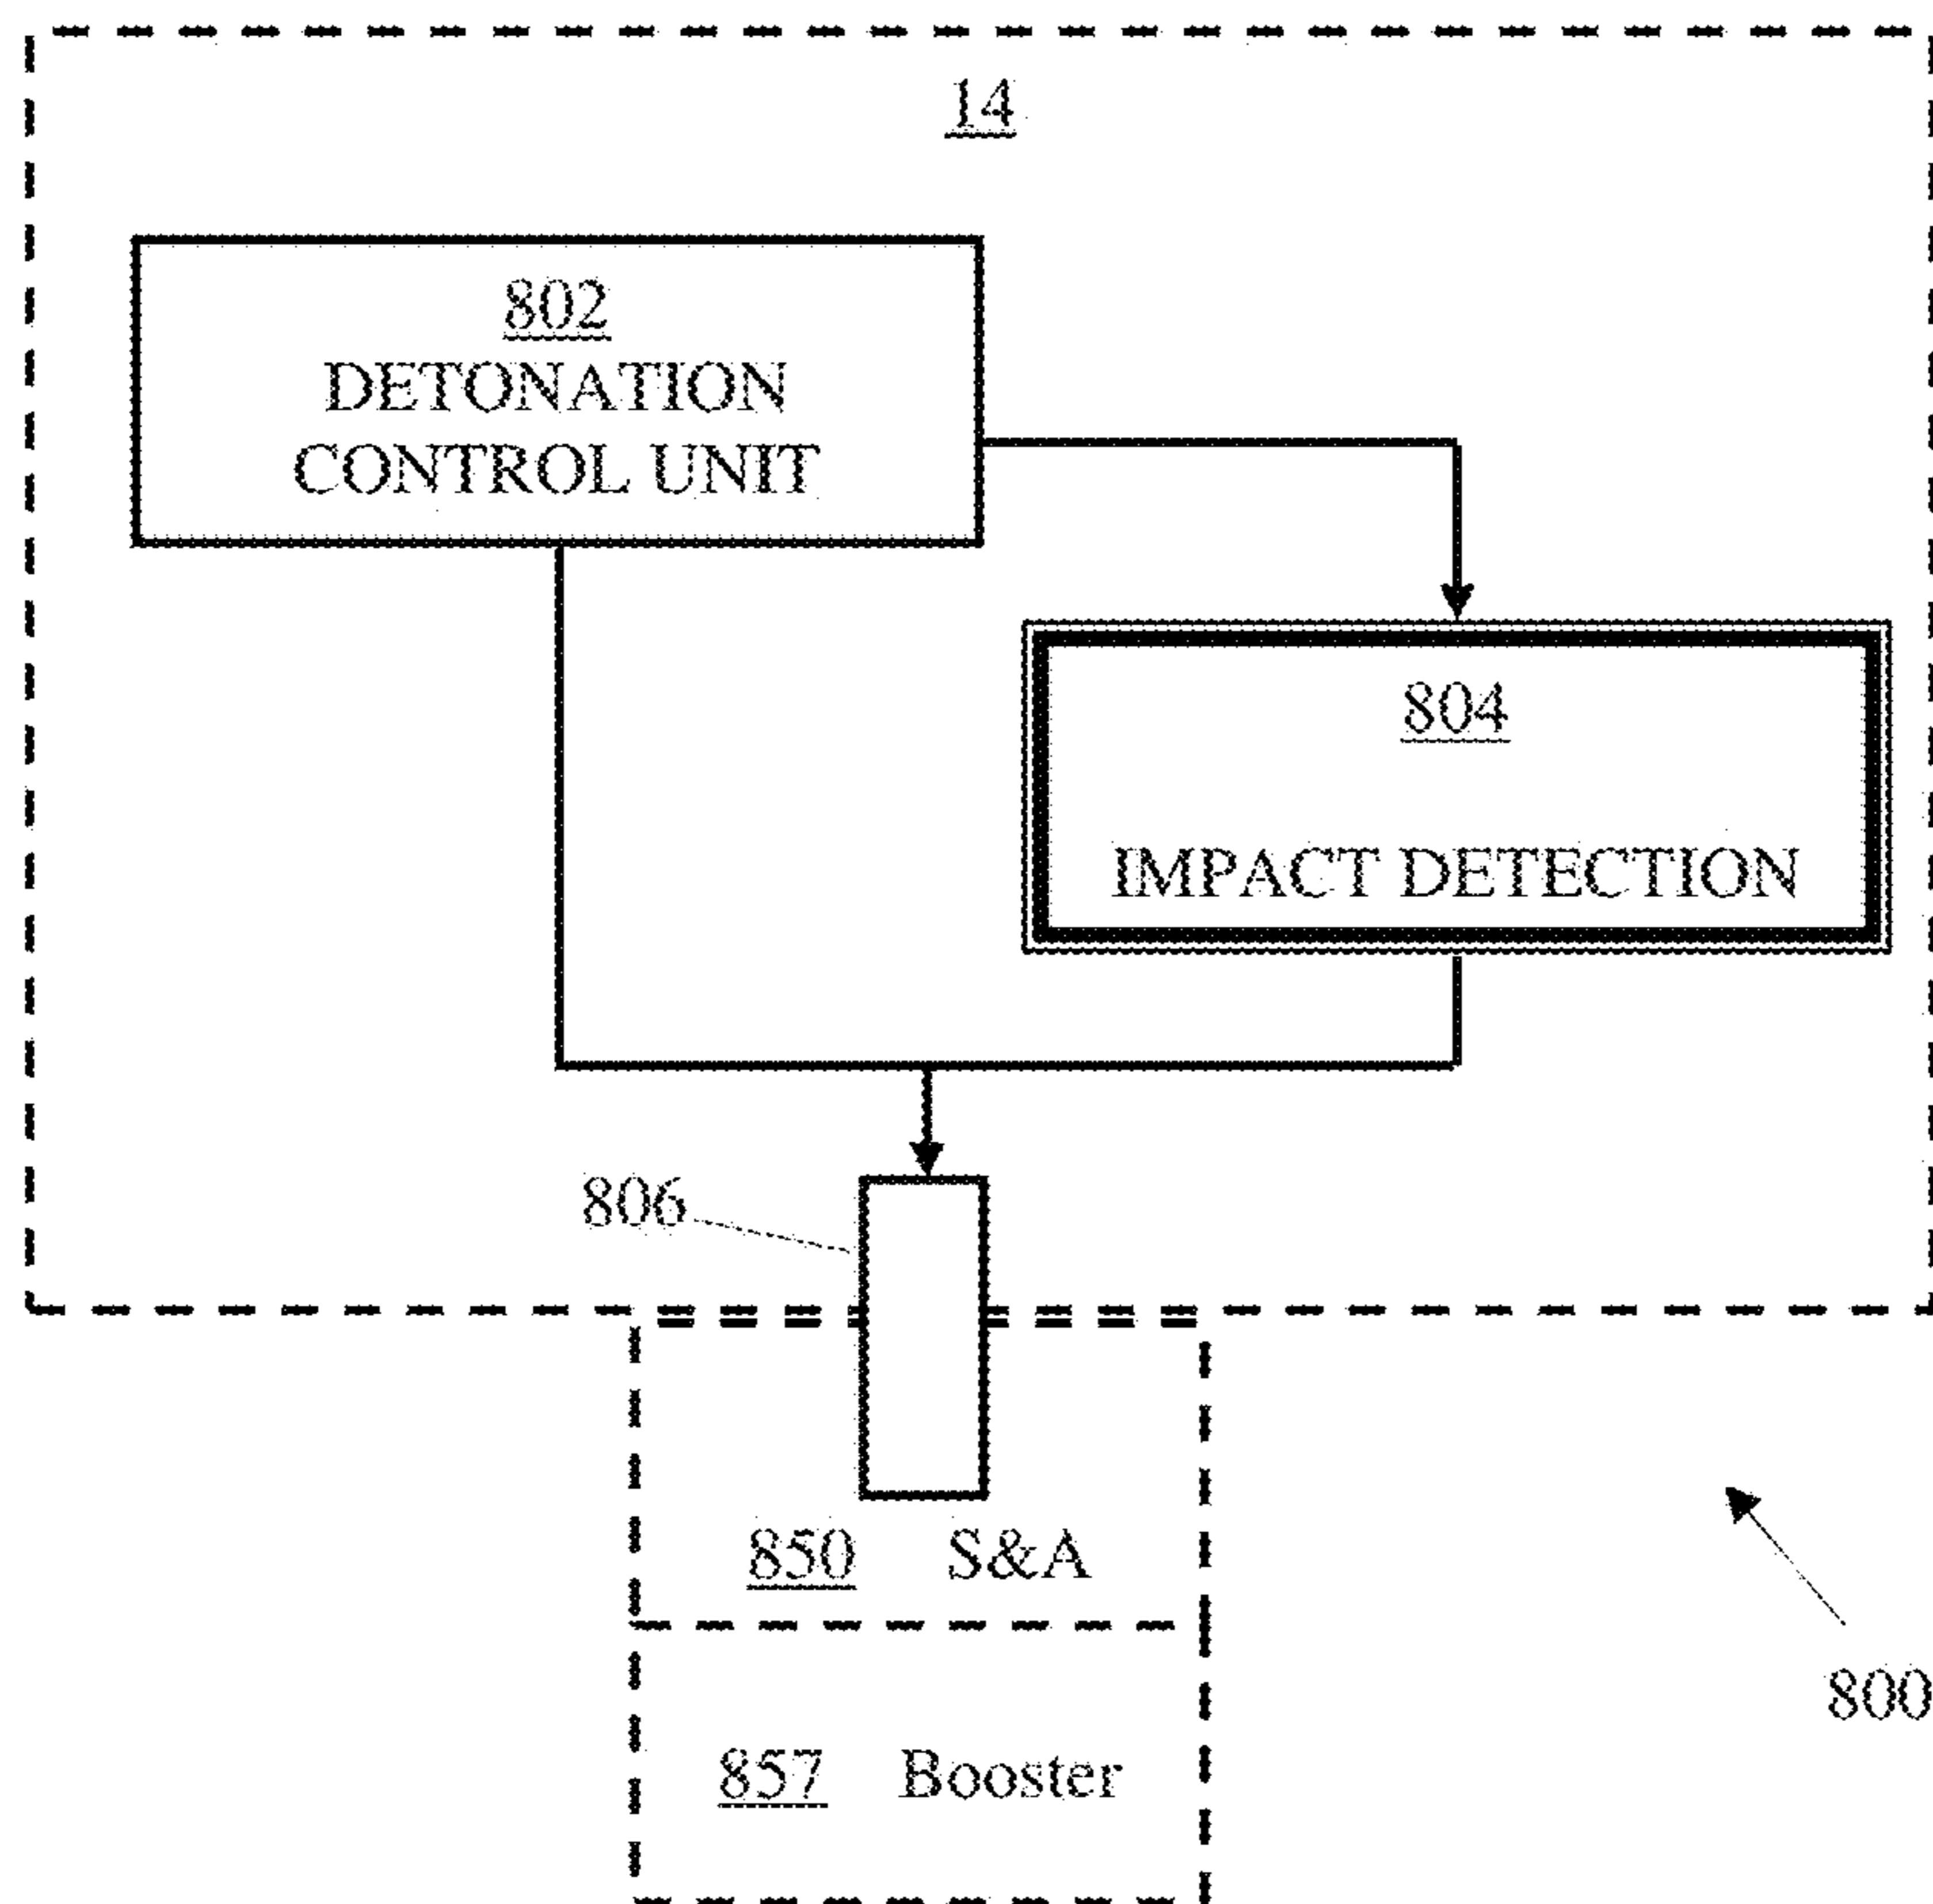 14
802
DETONATION
CONTROL UNIT
804
IMPACT DETECTION
806
850 S&A
800
857 Booster